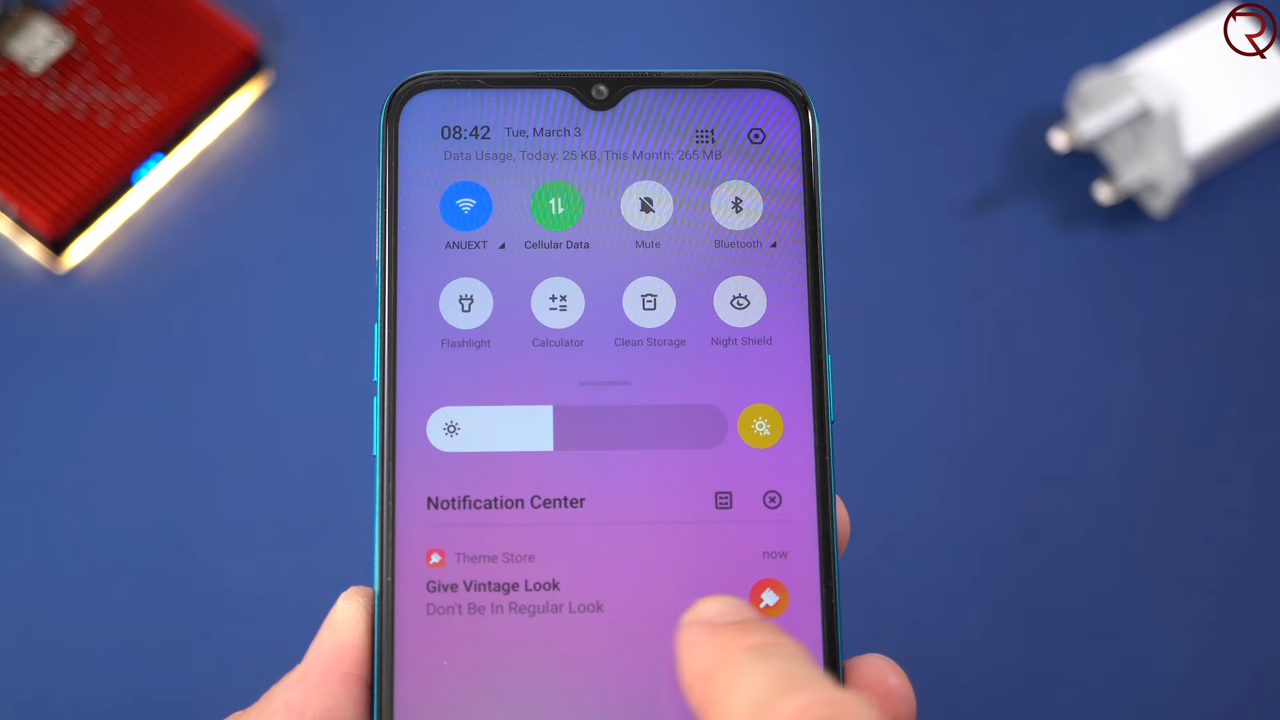 08:42 Tue, March 3
Data Usage, Today: 25 KB, This Month: 265 MB
ANUEXT Cellular Data Mute Bluetooth
Flashlight Calculator Clean Storage Night Shield
Notification Center
Theme Store now
Give Vintage Look
Don't Be In Regular Look